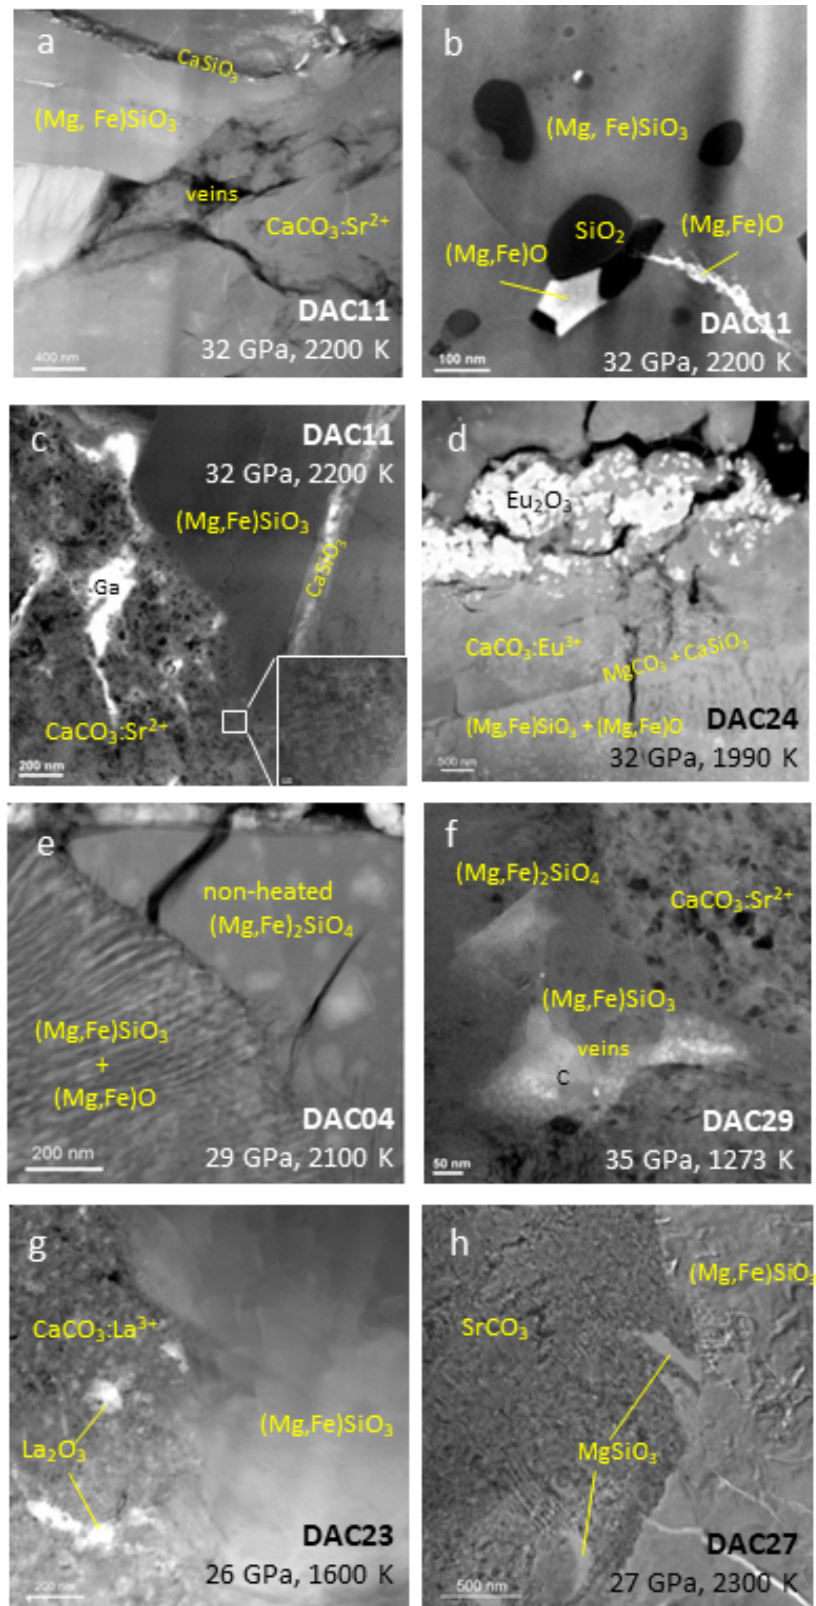 a
CaSiO₃
(Mg, Fe)SiO₃
veins
CaCO₃:Sr²⁺
DAC11
400 nm
32 GPa, 2200 K
b
(Mg, Fe)SiO₃
SiO₂
(Mg,Fe)O
(Mg,Fe)O
DAC11
100 nm
32 GPa, 2200 K
c
DAC11
32 GPa, 2200 K
(Mg,Fe)SiO₃
CaSiO₃
Ga
CaCO₃:Sr²⁺
200 nm
d
Eu₂O₃
CaCO₃:Eu³⁺
MgCO₃ + CaSiO₃
(Mg,Fe)SiO₃ + (Mg,Fe)O
DAC24
500 nm
32 GPa, 1990 K
e
non-heated
(Mg,Fe)₂SiO₄
(Mg,Fe)SiO₃
+
(Mg,Fe)O
DAC04
200 nm
29 GPa, 2100 K
f
(Mg,Fe)₂SiO₄
CaCO₃:Sr²⁺
(Mg,Fe)SiO₃
veins
C
DAC29
50 nm
35 GPa, 1273 K
g
CaCO₃:La³⁺
(Mg,Fe)SiO₃
La₂O₃
DAC23
26 GPa, 1600 K
200 nm
h
(Mg,Fe)SiO₃
SrCO₃
MgSiO₃
DAC27
27 GPa, 2300 K
500 nm